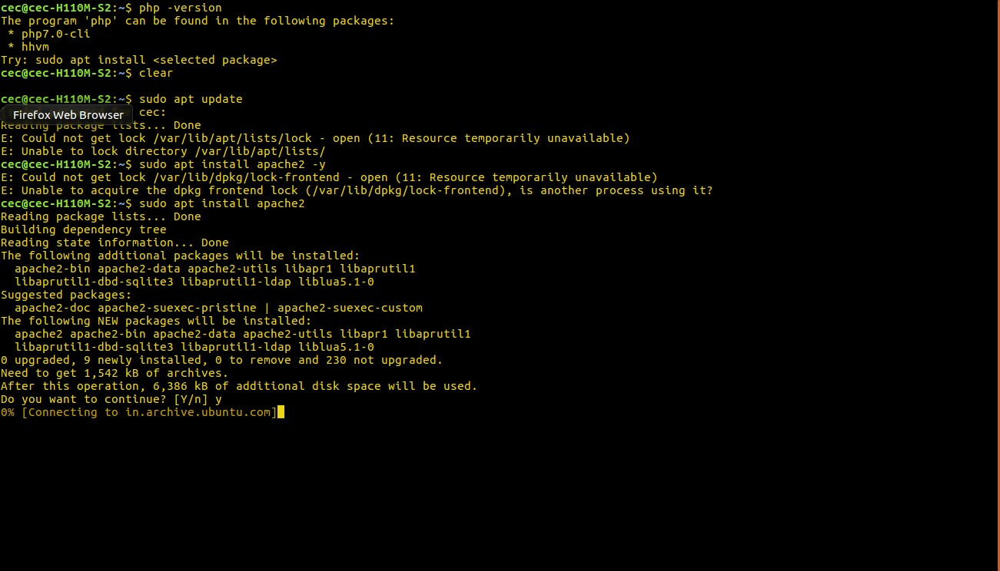 cec@cec-H110M-S2:~$ php -version
The program 'php' can be found in the following packages:
 * php7.0-cli
 * hhvm
Try: sudo apt install <selected package>
cec@cec-H110M-S2:~$ clear
cec@cec-H110M-S2:~$ sudo apt update
Firefox Web Browser
cec:
Reading package lists... Done
E: Could not get lock /var/lib/apt/lists/lock - open (11: Resource temporarily unavailable)
E: Unable to lock directory /var/lib/apt/lists/
cec@cec-H110M-S2:~$ sudo apt install apache2 -y
E: Could not get lock /var/lib/dpkg/lock-frontend - open (11: Resource temporarily unavailable)
E: Unable to acquire the dpkg frontend lock (/var/lib/dpkg/lock-frontend), is another process using it?
cec@cec-H110M-S2:~$ sudo apt install apache2
Reading package lists... Done
Building dependency tree
Reading state information... Done
The following additional packages will be installed:
  apache2-bin apache2-data apache2-utils libapr1 libaprutil1
  libaprutil1-dbd-sqlite3 libaprutil1-ldap liblua5.1-0
Suggested packages:
  apache2-doc apache2-suexec-pristine | apache2-suexec-custom
The following NEW packages will be installed:
  apache2 apache2-bin apache2-data apache2-utils libapr1 libaprutil1
  libaprutil1-dbd-sqlite3 libaprutil1-ldap liblua5.1-0
0 upgraded, 9 newly installed, 0 to remove and 230 not upgraded.
Need to get 1,542 kB of archives.
After this operation, 6,386 kB of additional disk space will be used.
Do you want to continue? [Y/n] y
0% [Connecting to in.archive.ubuntu.com]